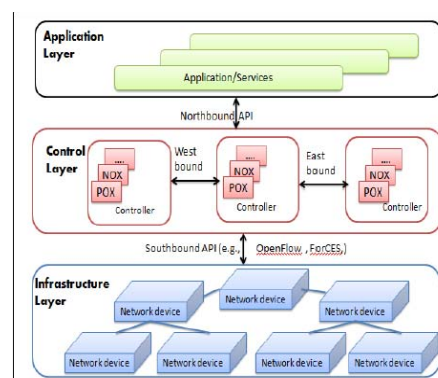 Application
Layer
Application/Services
Northbound API
Control
Layer
....
NOX
POX
Controller
West
bound
....
NOX
POX
Controller
East
bound
....
NOX
POX
Controller
Southbound API (e.g., OpenFlow , ForCES,)
Infrastructure
Layer
Network device
Network device
Network device
Network device
Network device
Network device
Network device